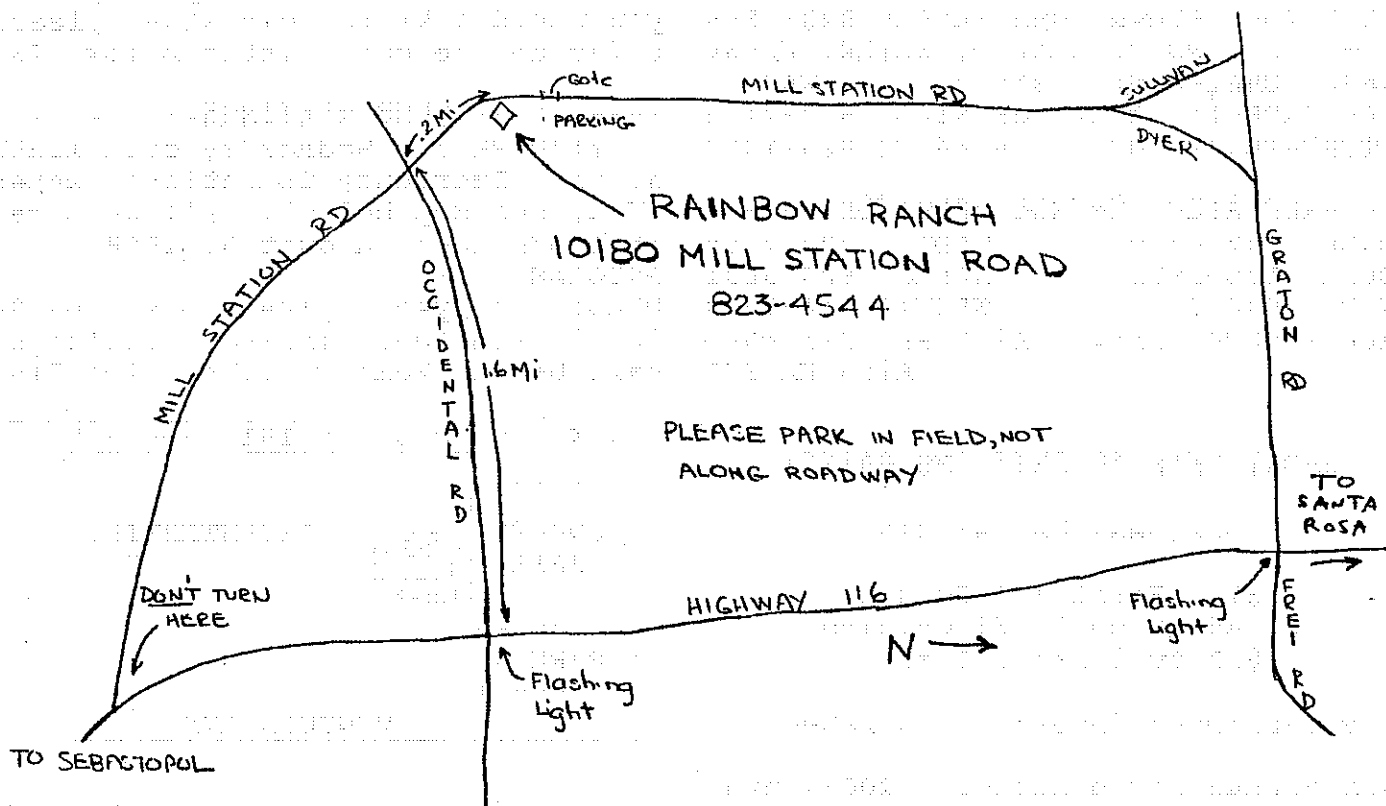 Gate
MILL STATION RD
SULLIVAN
.2 Mi
PARKING
DYER
RAINBOW RANCH
10180 MILL STATION ROAD
823-4544
MILL STATION RD
OCCIDENTAL RD
GRATON RD
1.6 Mi
PLEASE PARK IN FIELD, NOT
ALONG ROADWAY
TO
SANTA
ROSA
DON'T TURN
HERE
HIGHWAY 116
Flashing
Light
FREI RD
N
Flashing
Light
TO SEBASTOPOL